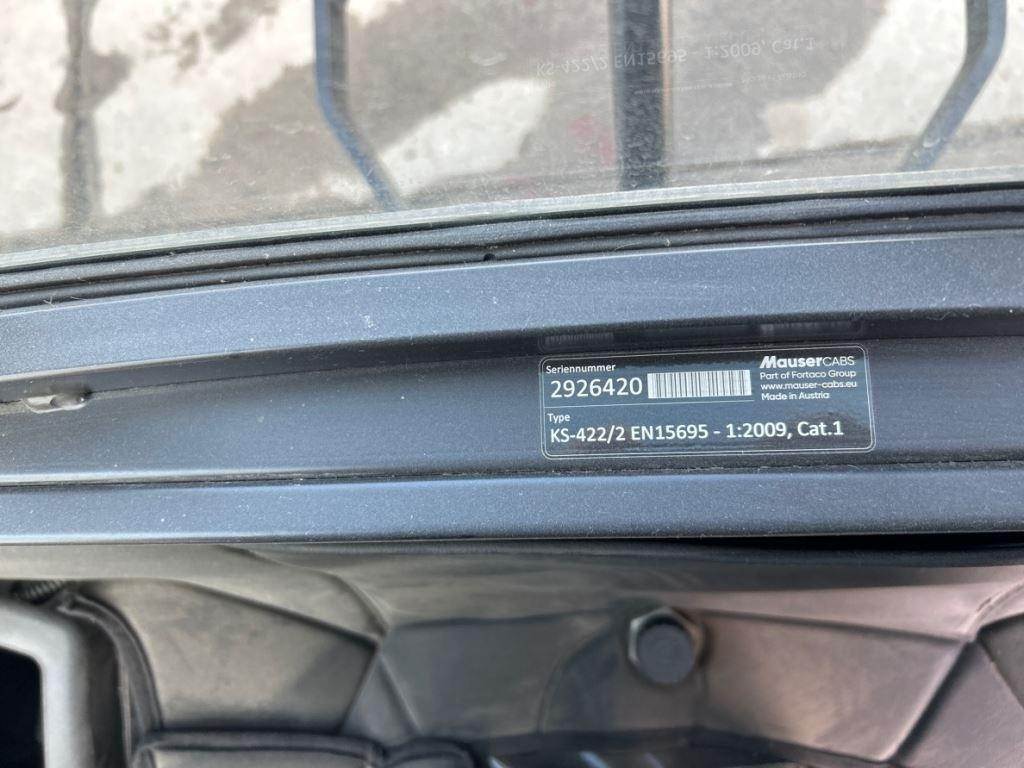 Seriennummer
2926420
MauserCABS
Part of Fortaco Group
www.mauser-cabs.eu
Made in Austria
Type
KS-422/2 EN15695 - 1:2009, Cat.1